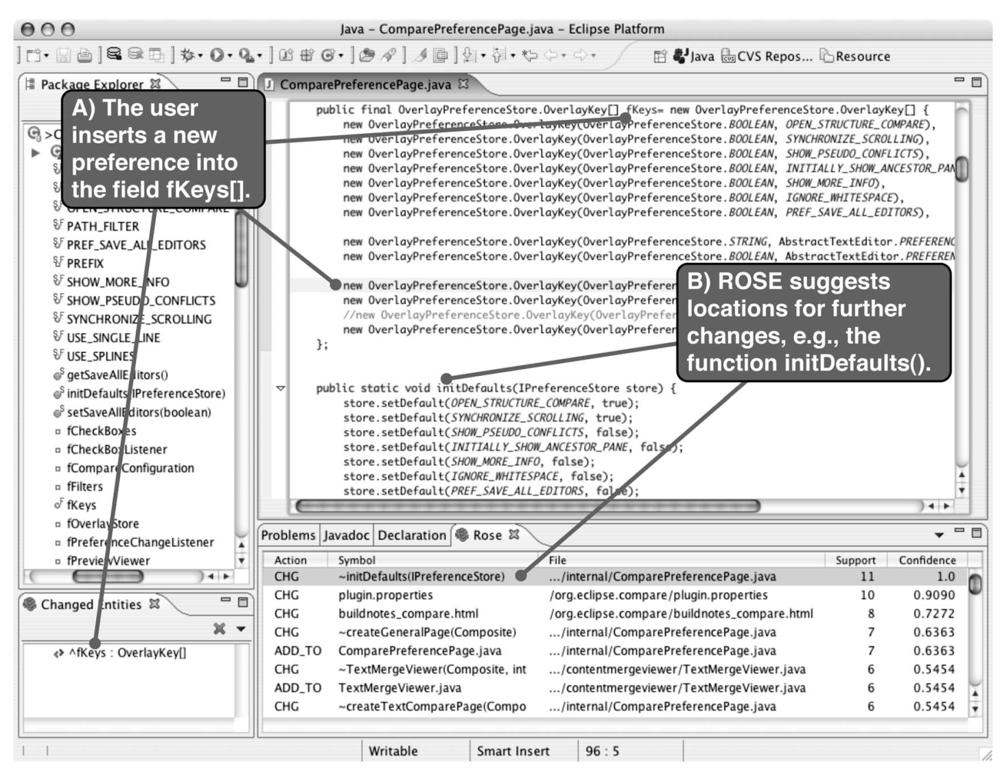 Java – ComparePreferencePage.java – Eclipse Platform
Java CVS Repos... Resource
Package Explorer
A) The user
inserts a new
preference into
the field fKeys[].
OPEN_STRUCTURE_COMPARE
PATH_FILTER
PREF_SAVE_ALL_EDITORS
PREFIX
SHOW_MORE_INFO
SHOW_PSEUDO_CONFLICTS
SYNCHRONIZE_SCROLLING
USE_SINGLE_LINE
USE_SPLINES
getSaveAllEditors()
initDefaults(IPreferenceStore)
setSaveAllEditors(boolean)
fCheckBoxes
fCheckBoxListener
fCompareConfiguration
fFilters
fKeys
fOverlayStore
fPreferenceChangeListener
fPreviewViewer
Changed Entities
^fKeys : OverlayKey[]
ComparePreferencePage.java
public final OverlayPreferenceStore.OverlayKey[] fKeys= new OverlayPreferenceStore.OverlayKey[] {
new OverlayPreferenceStore.OverlayKey(OverlayPreferenceStore.BOOLEAN, OPEN_STRUCTURE_COMPARE),
new OverlayPreferenceStore.OverlayKey(OverlayPreferenceStore.BOOLEAN, SYNCHRONIZE_SCROLLING),
new OverlayPreferenceStore.OverlayKey(OverlayPreferenceStore.BOOLEAN, SHOW_PSEUDO_CONFLICTS),
new OverlayPreferenceStore.OverlayKey(OverlayPreferenceStore.BOOLEAN, INITIALLY_SHOW_ANCESTOR_PAN
new OverlayPreferenceStore.OverlayKey(OverlayPreferenceStore.BOOLEAN, SHOW_MORE_INFO),
new OverlayPreferenceStore.OverlayKey(OverlayPreferenceStore.BOOLEAN, IGNORE_WHITESPACE),
new OverlayPreferenceStore.OverlayKey(OverlayPreferenceStore.BOOLEAN, PREF_SAVE_ALL_EDITORS),
new OverlayPreferenceStore.OverlayKey(OverlayPreferenceStore.STRING, AbstractTextEditor.PREFERENC
new OverlayPreferenceStore.OverlayKey(OverlayPreferenceStore.BOOLEAN, AbstractTextEditor.PREFEREN
new OverlayPreferenceStore.OverlayKey(OverlayPreferen
new OverlayPreferenceStore.OverlayKey(OverlayPreferen
//new OverlayPreferenceStore.OverlayKey(OverlayPrefer
new OverlayPreferenceStore.OverlayKey(OverlayPreferen
};
B) ROSE suggests
locations for further
changes, e.g., the
function initDefaults().
public static void initDefaults(IPreferenceStore store) {
store.setDefault(OPEN_STRUCTURE_COMPARE, true);
store.setDefault(SYNCHRONIZE_SCROLLING, true);
store.setDefault(SHOW_PSEUDO_CONFLICTS, false);
store.setDefault(INITIALLY_SHOW_ANCESTOR_PANE, false);
store.setDefault(SHOW_MORE_INFO, false);
store.setDefault(IGNORE_WHITESPACE, false);
store.setDefault(PREF_SAVE_ALL_EDITORS, false);
Problems Javadoc Declaration Rose
Action Symbol File Support Confidence
CHG ~initDefaults(IPreferenceStore) .../internal/ComparePreferencePage.java 11 1.0
CHG plugin.properties /org.eclipse.compare/plugin.properties 10 0.9090
CHG buildnotes_compare.html /org.eclipse.compare/buildnotes_compare.html 8 0.7272
CHG ~createGeneralPage(Composite) .../internal/ComparePreferencePage.java 7 0.6363
ADD_TO ComparePreferencePage.java .../internal/ComparePreferencePage.java 7 0.6363
CHG ~TextMergeViewer(Composite, int .../contentmergeviewer/TextMergeViewer.java 6 0.5454
ADD_TO TextMergeViewer.java .../contentmergeviewer/TextMergeViewer.java 6 0.5454
CHG ~createTextComparePage(Compo .../internal/ComparePreferencePage.java 6 0.5454
Writable Smart Insert 96 : 5